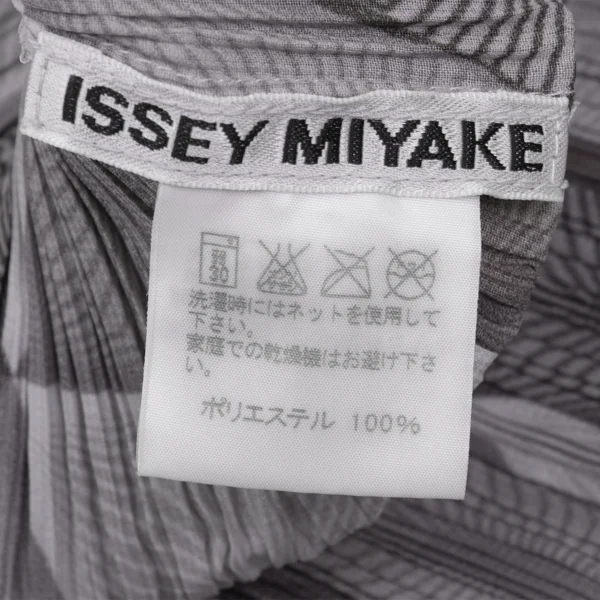 ISSEY MIYAKE
弱
30
洗濯時にはネットを使用して
下さい。
家庭での乾燥機はお避け下さ
い。
ポリエステル 100%